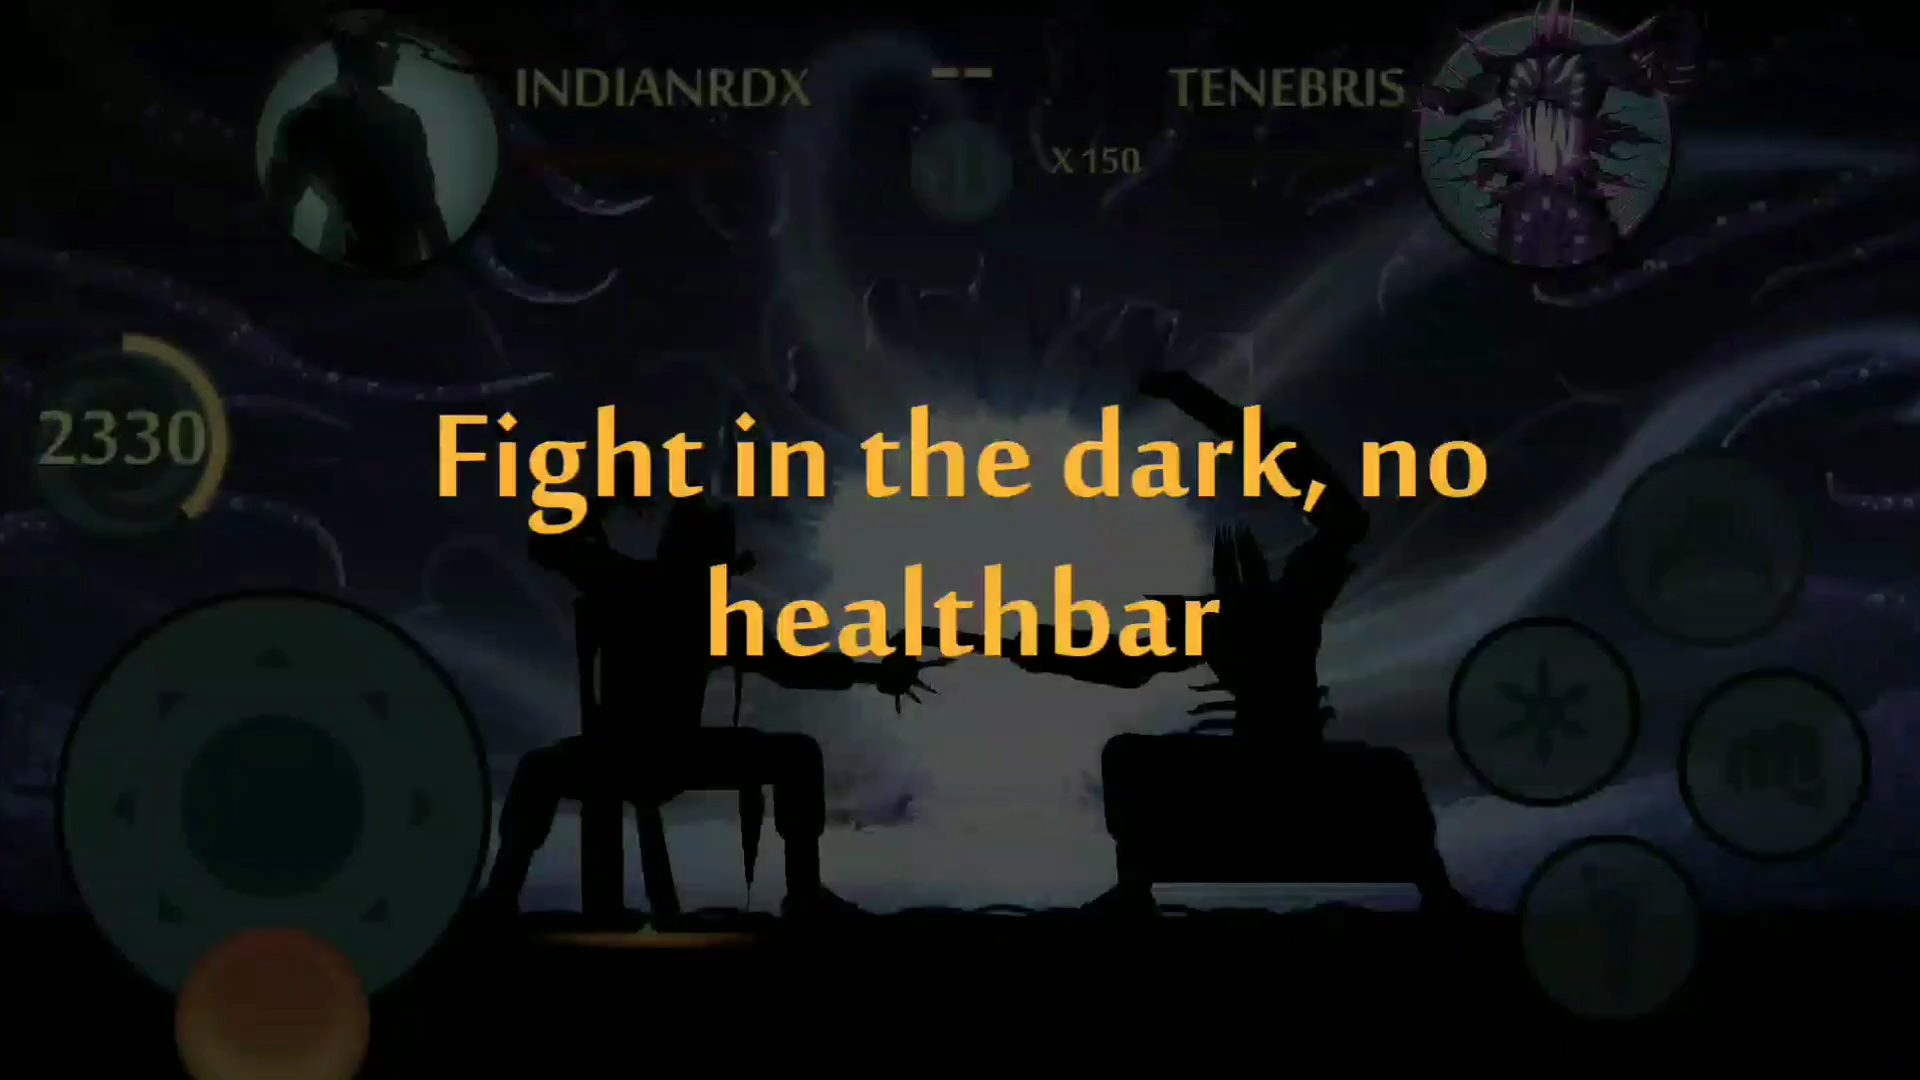 INDIANRDX
--
TENEBRIS
X 150
2330
Fight in the dark, no
healthbar